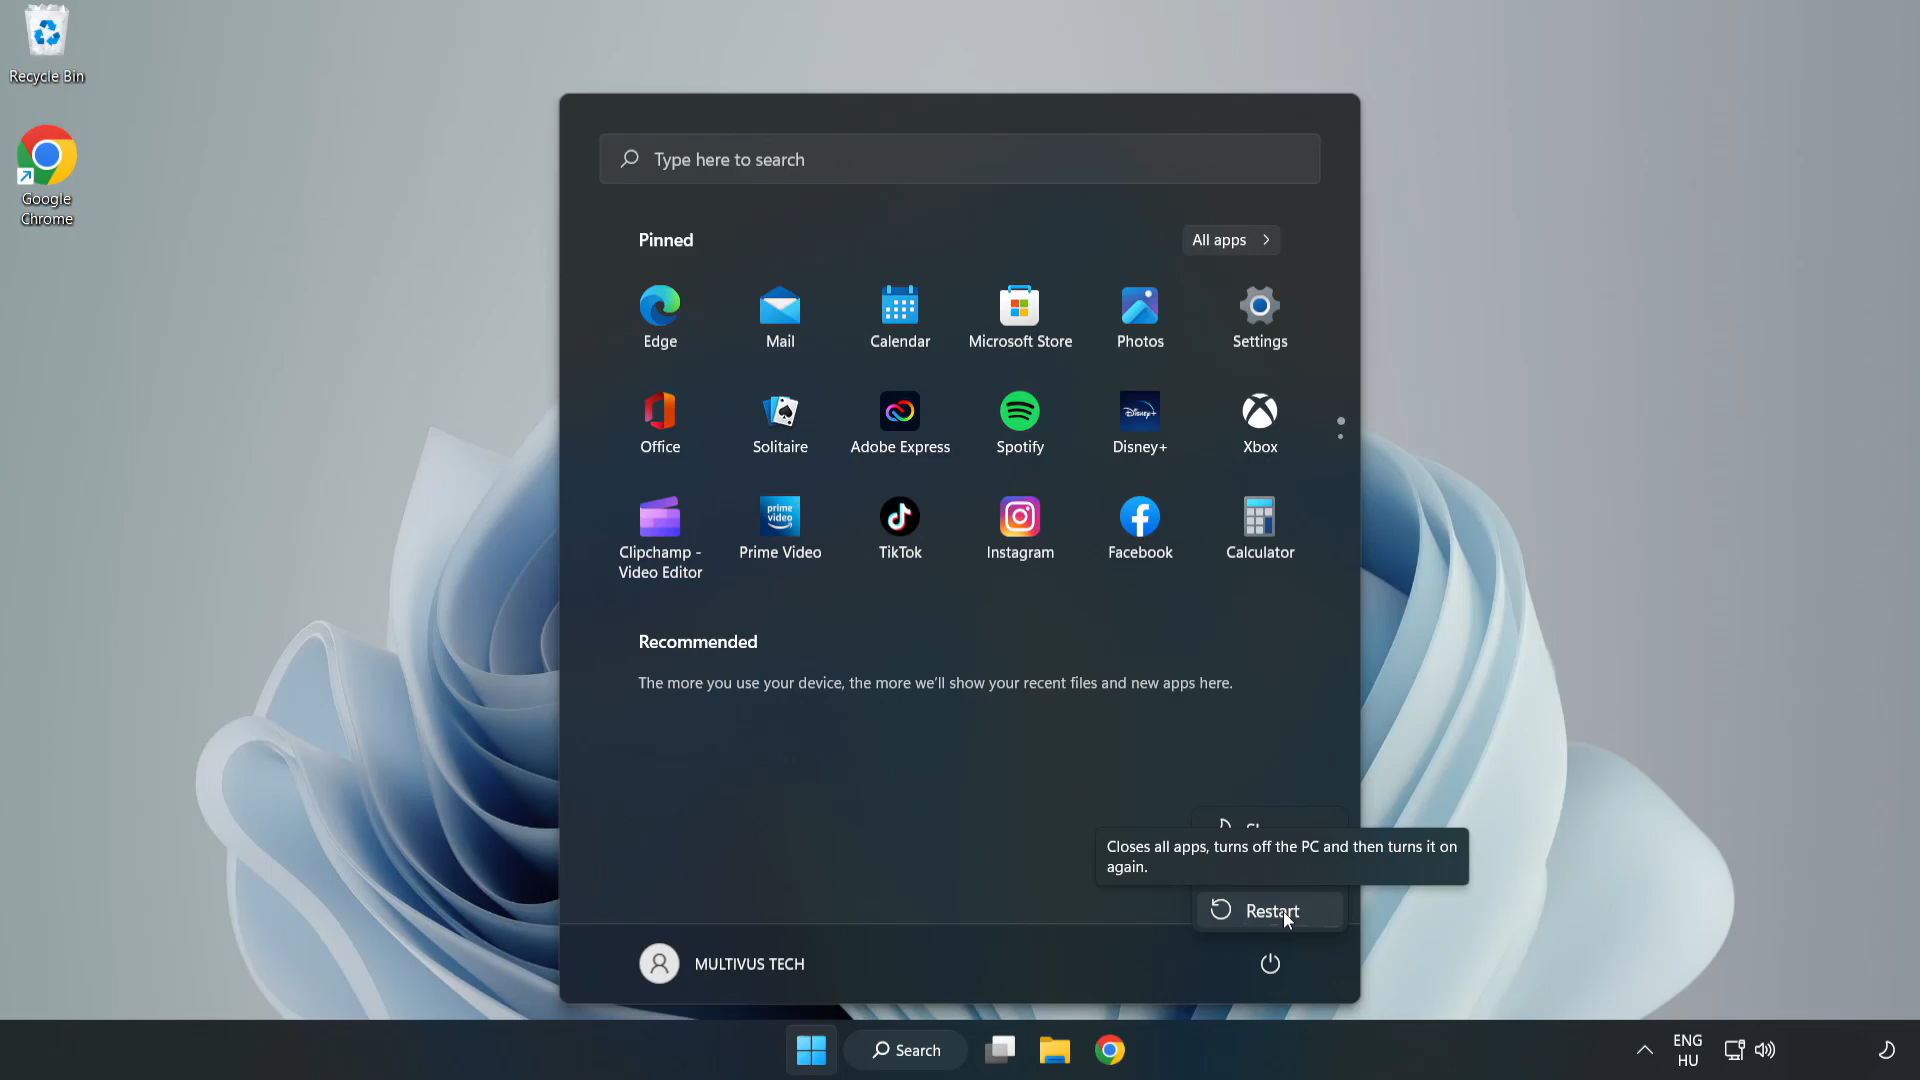 Recycle Bin
Google
Chrome
Type here to search
Pinned
All apps
Edge
Mail
Calendar
Microsoft Store
Photos
Settings
Office
Solitaire
Adobe Express
Spotify
Disney+
Xbox
Clipchamp -
Video Editor
prime
video
Prime Video
TikTok
Instagram
Facebook
Calculator
Disney+
Recommended
The more you use your device, the more we'll show your recent files and new apps here.
Closes all apps, turns off the PC and then turns it on
again.
Restart
MULTIVUS TECH
Search
ENG
HU